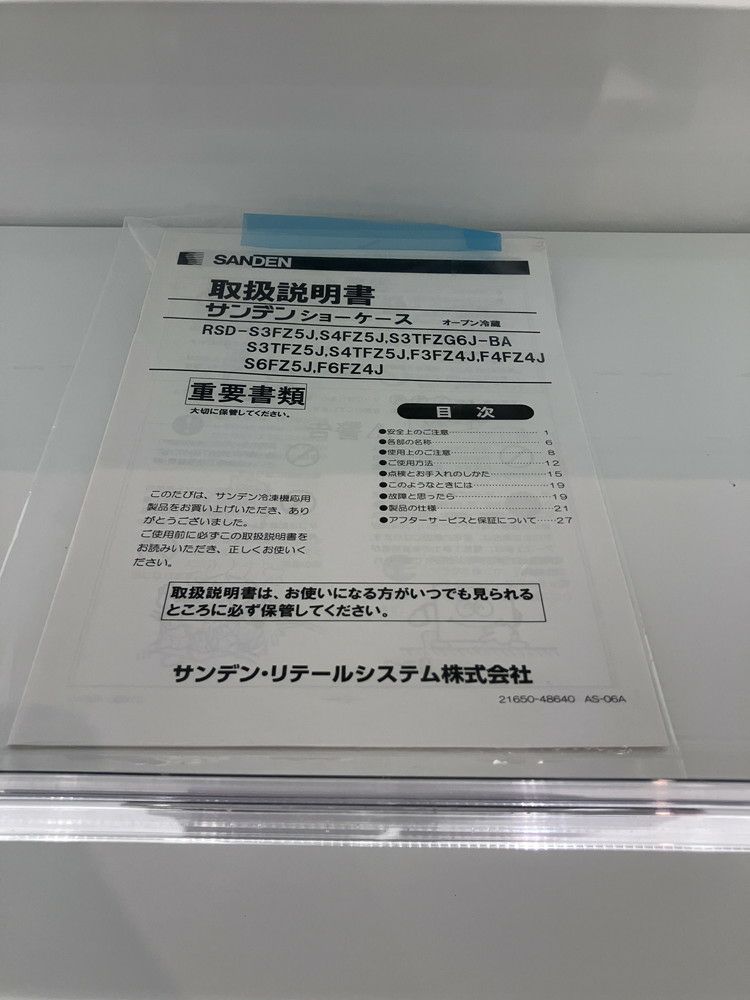 SANDEN
取扱説明書
サンデンショーケース オープン冷蔵
RSD-S3FZ5J,S4FZ5J,S3TFZG6J-BA
S3TFZ5J,S4TFZ5J,F3FZ4J,F4FZ4J
S6FZ5J,F6FZ4J
重要書類
大切に保管してください。
目次
●安全上のご注意 1
●各部の名称 6
●使用上のご注意 8
●ご使用方法 12
●点検とお手入れのしかた 15
●このようなときには 19
●故障と思ったら 19
●製品の仕様 21
●アフターサービスと保証について 27
このたびは、サンデン冷凍機応用
製品をお買い上げいただき、あり
がとうございました。
ご使用前に必ずこの取扱説明書を
お読みいただき、正しくお使いく
ださい。
取扱説明書は、お使いになる方がいつでも見られる
ところに必ず保管してください。
サンデン・リテールシステム株式会社
21650-48640 AS-06A